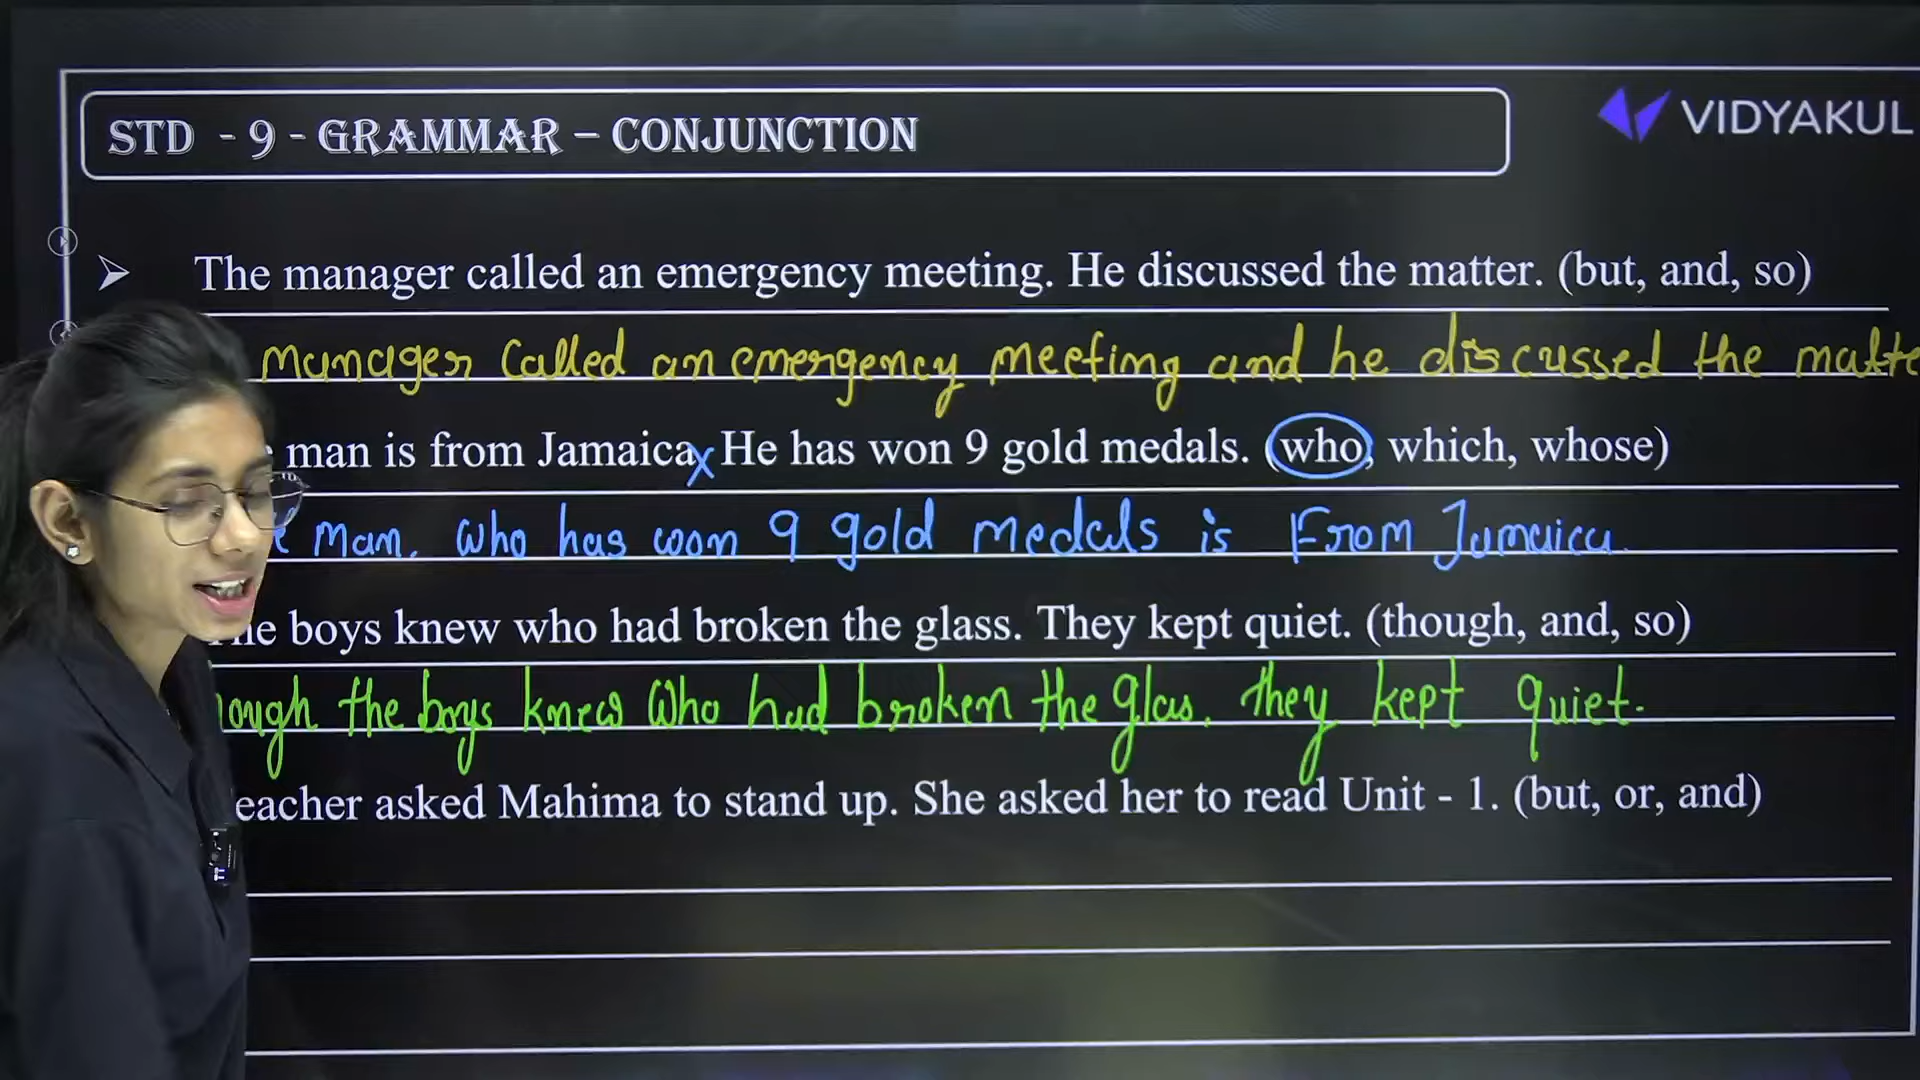 STD - 9 - GRAMMAR – CONJUNCTION
VIDYAKUL
The manager called an emergency meeting. He discussed the matter. (but, and, so)
manager called an emergency meeting and he discussed the matte
man is from Jamaica. He has won 9 gold medals. (who, which, whose)
man. who has won 9 gold medals is From Jamaica.
he boys knew who had broken the glass. They kept quiet. (though, and, so)
ough the boys knew who had broken the glas. they kept quiet.
eacher asked Mahima to stand up. She asked her to read Unit - 1. (but, or, and)